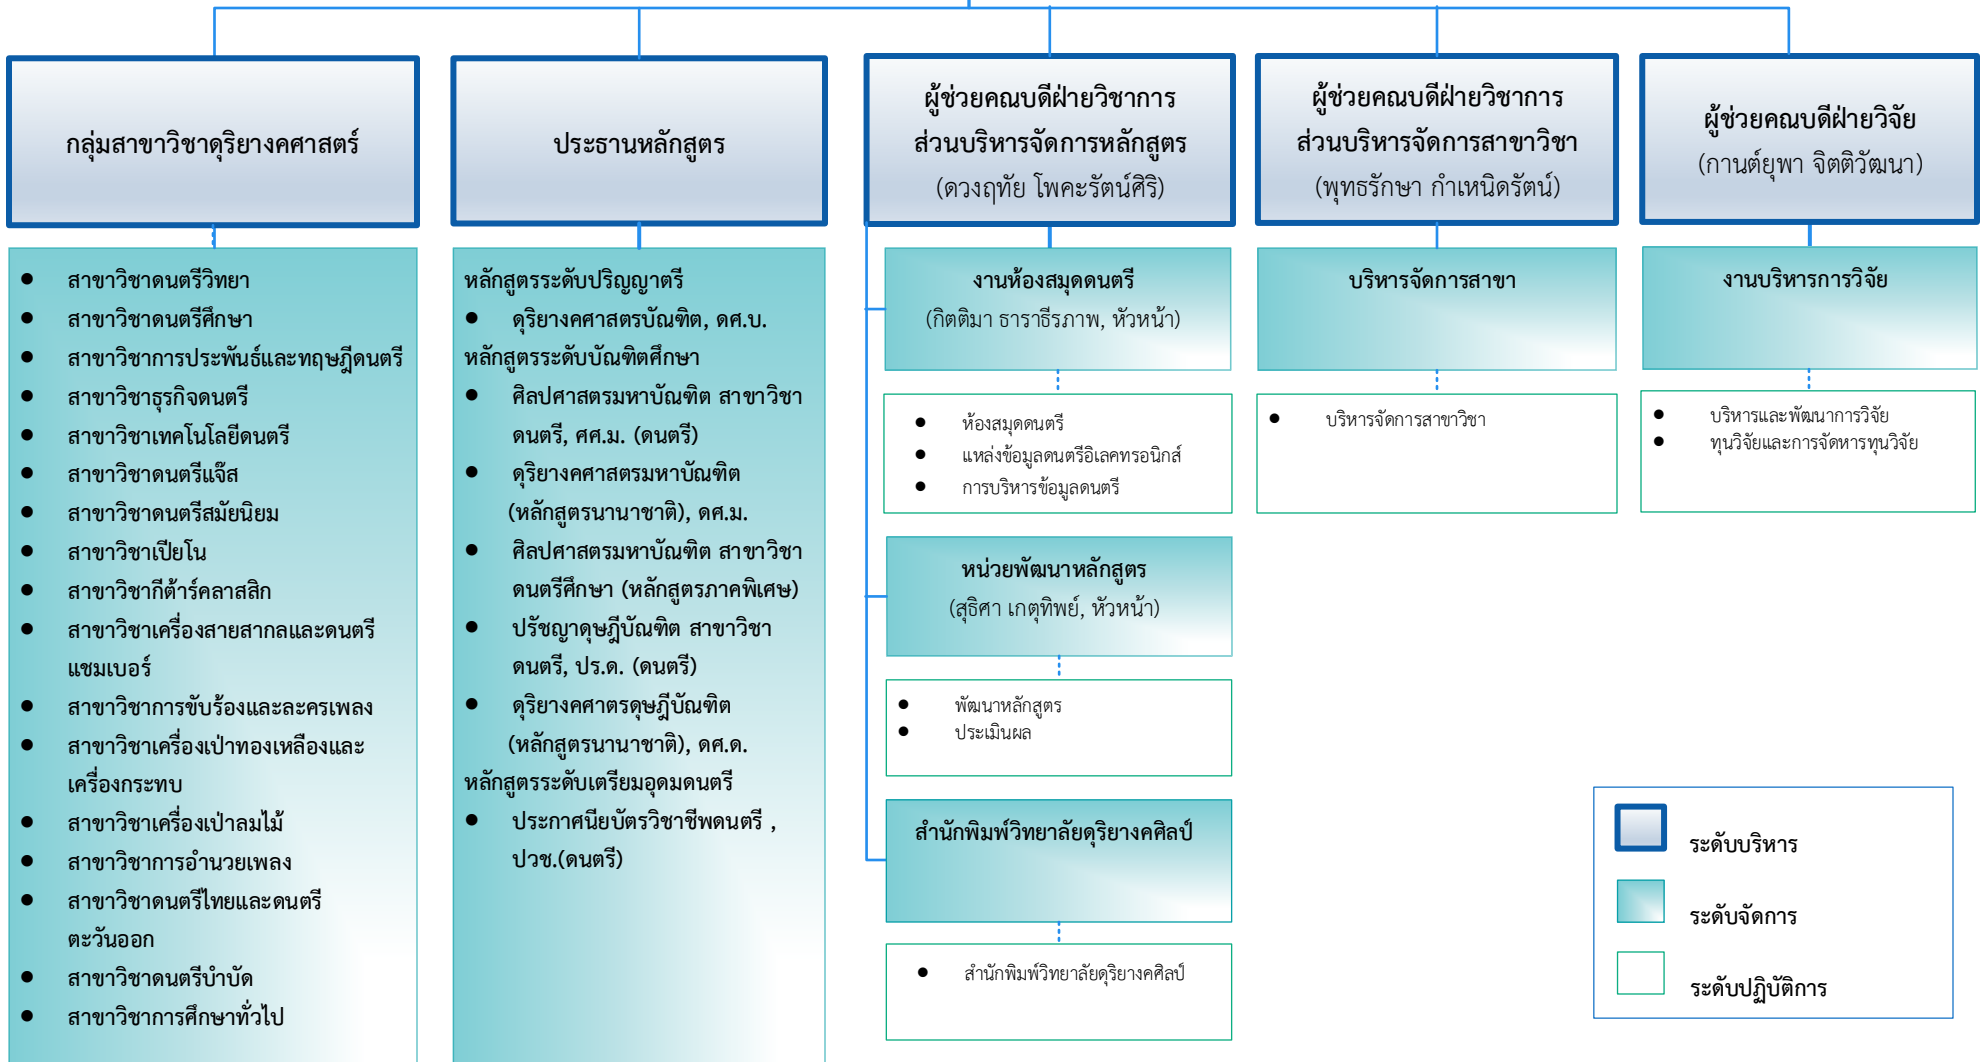 กลุ่มสาขาวิชาดุริยางคศาสตร์
ประธานหลักสูตร
ผู้ช่วยคณบดีฝ่ายวิชาการ
ส่วนบริหารจัดการหลักสูตร
(ดวงฤทัย โพคะรัตน์ศิริ)
ผู้ช่วยคณบดีฝ่ายวิชาการ
ส่วนบริหารจัดการสาขาวิชา
(พุทธรักษา กำเหนิดรัตน์)
ผู้ช่วยคณบดีฝ่ายวิจัย
(กานต์ยุพา จิตติวัฒนา)
● สาขาวิชาดนตรีวิทยา
● สาขาวิชาดนตรีศึกษา
● สาขาวิชาการประพันธ์และทฤษฎีดนตรี
● สาขาวิชาธุรกิจดนตรี
● สาขาวิชาเทคโนโลยีดนตรี
● สาขาวิชาดนตรีแจ๊ส
● สาขาวิชาดนตรีสมัยนิยม
● สาขาวิชาเปียโน
● สาขาวิชากีต้าร์คลาสสิก
● สาขาวิชาเครื่องสายสากลและดนตรี
แชมเบอร์
● สาขาวิชาการขับร้องและละครเพลง
● สาขาวิชาเครื่องเป่าทองเหลืองและ
เครื่องกระทบ
● สาขาวิชาเครื่องเป่าลมไม้
● สาขาวิชาการอำนวยเพลง
● สาขาวิชาดนตรีไทยและดนตรี
ตะวันออก
● สาขาวิชาดนตรีบำบัด
● สาขาวิชาการศึกษาทั่วไป
หลักสูตรระดับปริญญาตรี
● ดุริยางคศาสตรบัณฑิต, ดศ.บ.
หลักสูตรระดับบัณฑิตศึกษา
● ศิลปศาสตรมหาบัณฑิต สาขาวิชา
ดนตรี, ศศ.ม. (ดนตรี)
● ดุริยางคศาสตรมหาบัณฑิต
(หลักสูตรนานาชาติ), ดศ.ม.
● ศิลปศาสตรมหาบัณฑิต สาขาวิชา
ดนตรีศึกษา (หลักสูตรภาคพิเศษ)
● ปรัชญาดุษฎีบัณฑิต สาขาวิชา
ดนตรี, ปร.ด. (ดนตรี)
● ดุริยางคศาตรดุษฎีบัณฑิต
(หลักสูตรนานาชาติ), ดศ.ด.
หลักสูตรระดับเตรียมอุดมดนตรี
● ประกาศนียบัตรวิชาชีพดนตรี ,
ปวช.(ดนตรี)
งานห้องสมุดดนตรี
(กิตติมา ธาราธีรภาพ, หัวหน้า)
● ห้องสมุดดนตรี
● แหล่งข้อมูลดนตรีอิเลคทรอนิกส์
● การบริหารข้อมูลดนตรี
หน่วยพัฒนาหลักสูตร
(สุธิศา เกตุทิพย์, หัวหน้า)
● พัฒนาหลักสูตร
● ประเมินผล
สำนักพิมพ์วิทยาลัยดุริยางคศิลป์
● สำนักพิมพ์วิทยาลัยดุริยางคศิลป์
บริหารจัดการสาขา
● บริหารจัดการสาขาวิชา
งานบริหารการวิจัย
● บริหารและพัฒนาการวิจัย
● ทุนวิจัยและการจัดหารทุนวิจัย
ระดับบริหาร
ระดับจัดการ
ระดับปฏิบัติการ